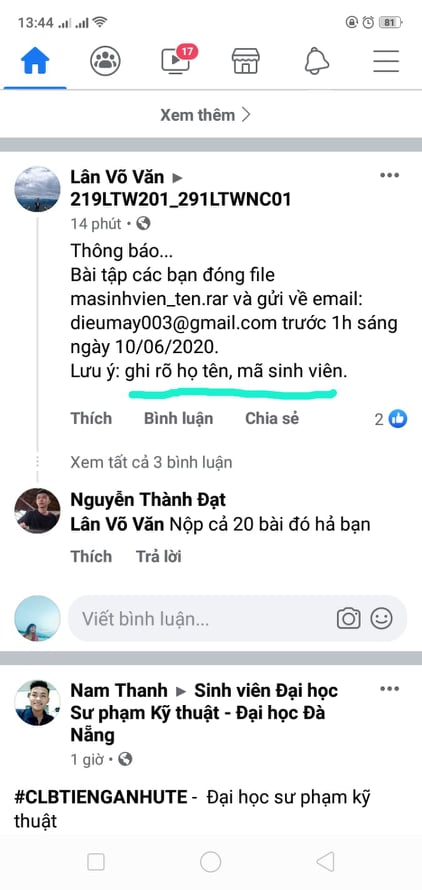 13:44
81
17
Xem thêm
Lân Võ Văn ▸
219LTW201_291LTWNC01
14 phút ·
Thông báo...
Bài tập các bạn đóng file
masinhvien_ten.rar và gửi về email:
dieumay003@gmail.com trước 1h sáng
ngày 10/06/2020.
Lưu ý: ghi rõ họ tên, mã sinh viên.
Thích Bình luận Chia sẻ 2
Xem tất cả 3 bình luận
Nguyễn Thành Đạt
Lân Võ Văn Nộp cả 20 bài đó hả bạn
Thích Trả lời
Viết bình luận...
Nam Thanh ▸ Sinh viên Đại học
Sư phạm Kỹ thuật - Đại học Đà
Nẵng
1 giờ ·
#CLBTIENGANHUTE - Đại học sư phạm kỹ
thuật